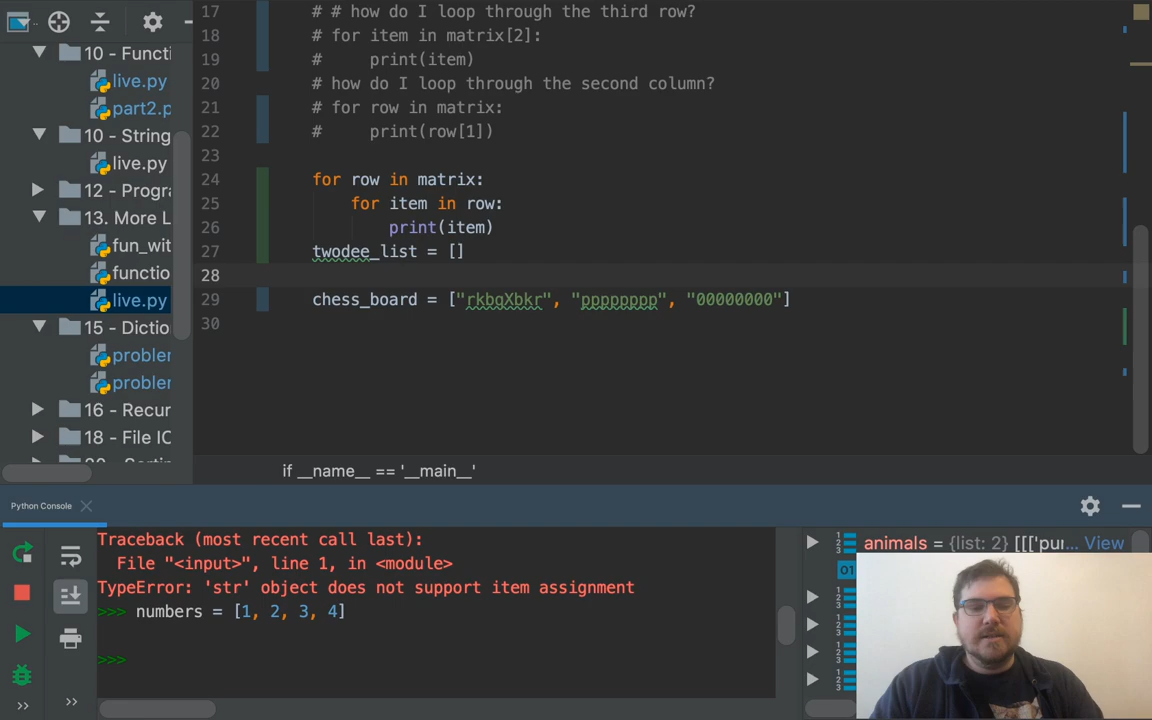 10 - Functi
live.py
part2.p
10 - String
live.py
12 - Progr
13. More L
fun_wit
functio
live.py
15 - Dictio
probler
probler
16 - Recur
18 - File IC
17 # # how do I loop through the third row?
18 # for item in matrix[2]:
19 #     print(item)
20 # how do I loop through the second column?
21 # for row in matrix:
22 #     print(row[1])
23
24 for row in matrix:
25     for item in row:
26         print(item)
27 twodee_list = []
28
29 chess_board = ["rkbqXbkr", "pppppppp", "00000000"]
30
if __name__ == '__main__'
Python Console
Traceback (most recent call last):
  File "<input>", line 1, in <module>
TypeError: 'str' object does not support item assignment
>>> numbers = [1, 2, 3, 4]
>>>
animals = {list: 2} [[['pur... View
01